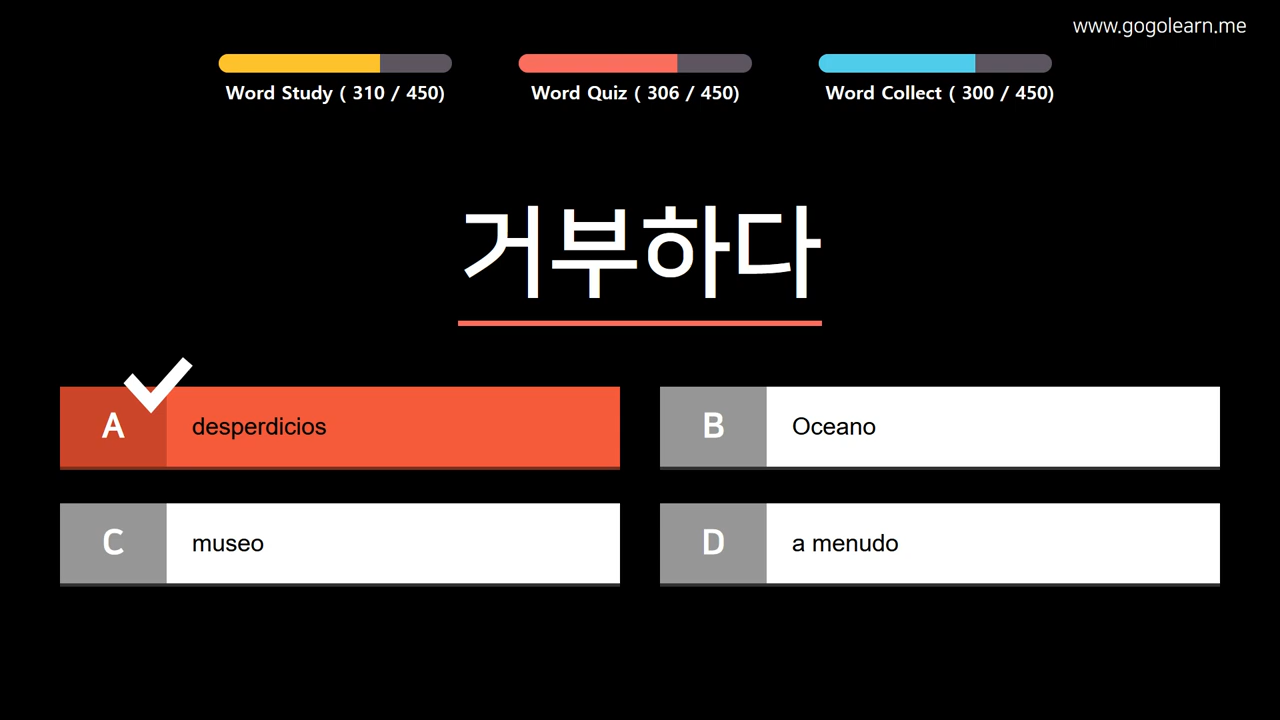 www.gogolearn.me
Word Study ( 310 / 450)
Word Quiz ( 306 / 450)
Word Collect ( 300 / 450)
거부하다
A desperdicios
B Oceano
C museo
D a menudo